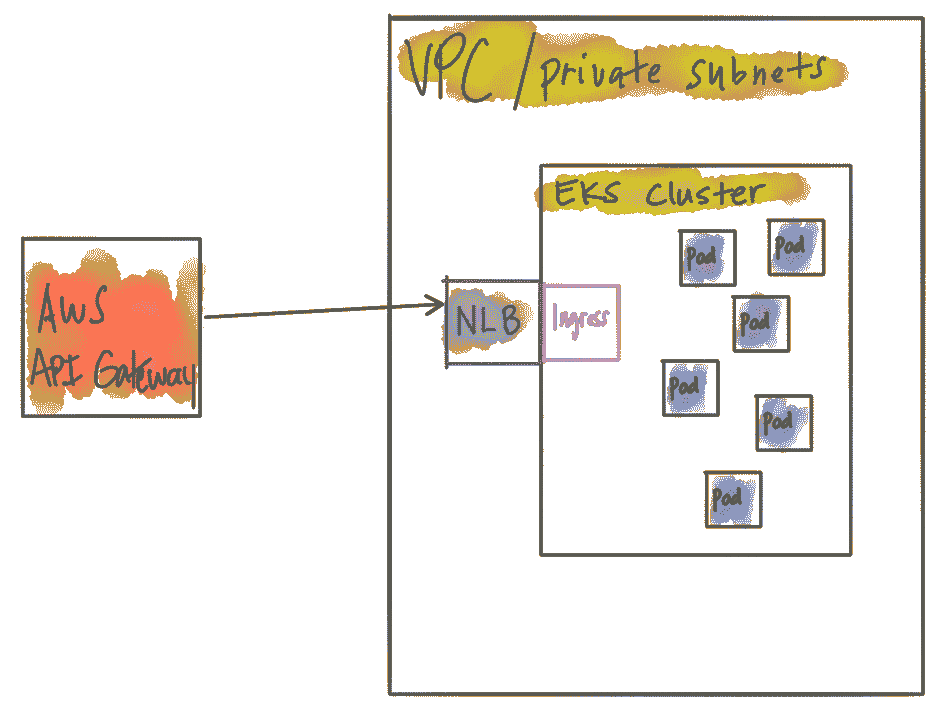 VPC/private subnets
EKS Cluster
Pod
Pod
AWS
API Gateway
NLB
Ingress
Pod
Pod
Pod
Pod